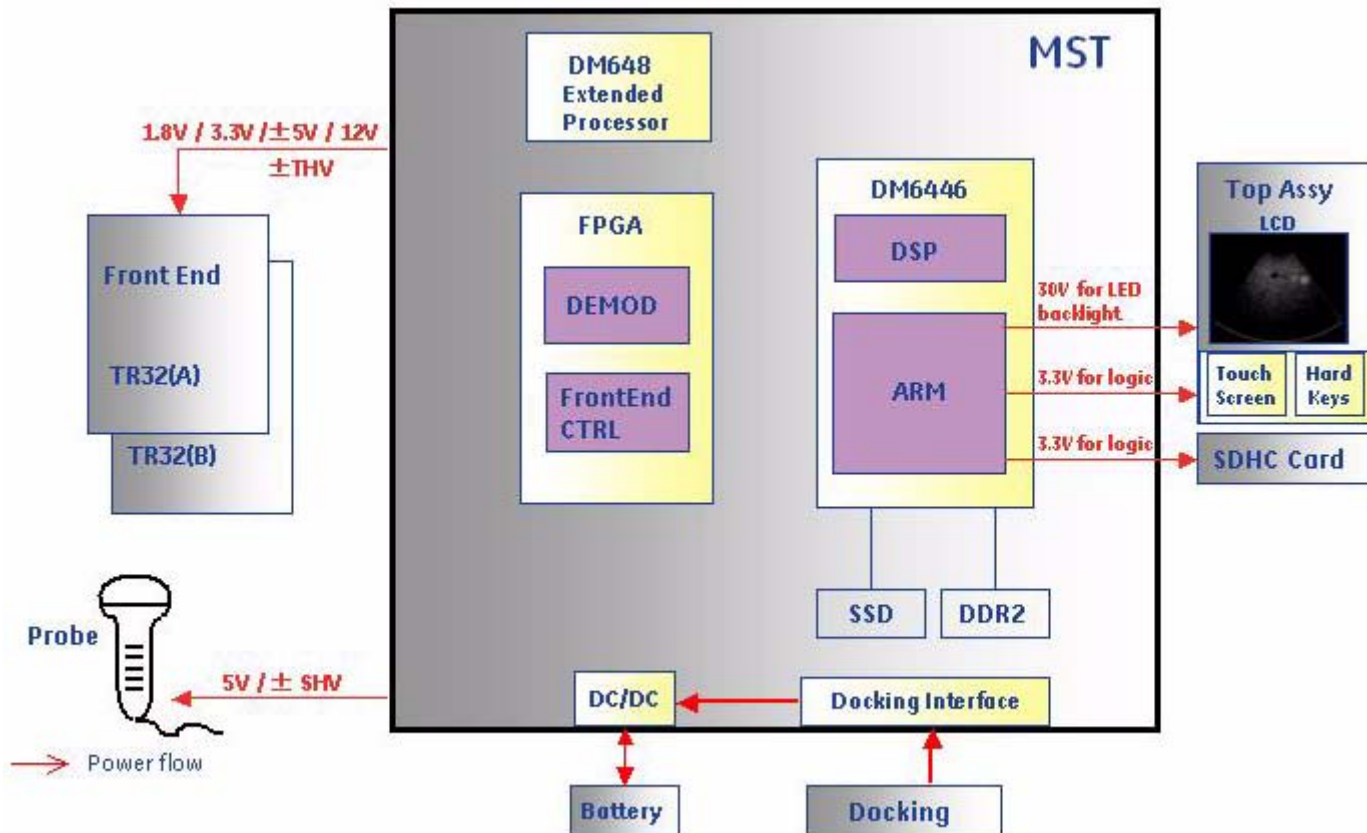 MST
DM648
Extended
Processor
1.8V / 3.3V /±5V / 12V
±THV
Front End
TR32(A)
TR32(B)
FPGA
DEMOD
FrontEnd
CTRL
DM6446
DSP
ARM
30V for LED
backlight
3.3V for logic
3.3V for logic
Top Assy
LCD
Touch
Screen
Hard
Keys
SDHC Card
SSD
DDR2
Probe
5V / ± SHV
DC/DC
Docking Interface
Power flow
Battery
Docking